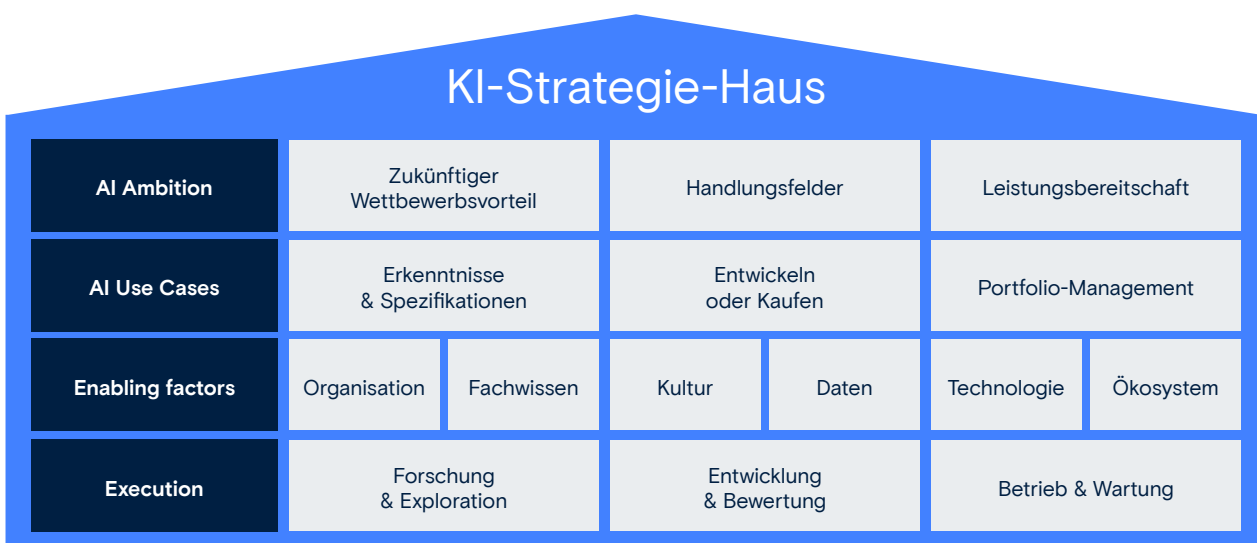 KI-Strategie-Haus
AI Ambition
Zukünftiger
Wettbewerbsvorteil
Handlungsfelder
Leistungsbereitschaft
AI Use Cases
Erkenntnisse
& Spezifikationen
Entwickeln
oder Kaufen
Portfolio-Management
Enabling factors
Organisation
Fachwissen
Kultur
Daten
Technologie
Ökosystem
Execution
Forschung
& Exploration
Entwicklung
& Bewertung
Betrieb & Wartung